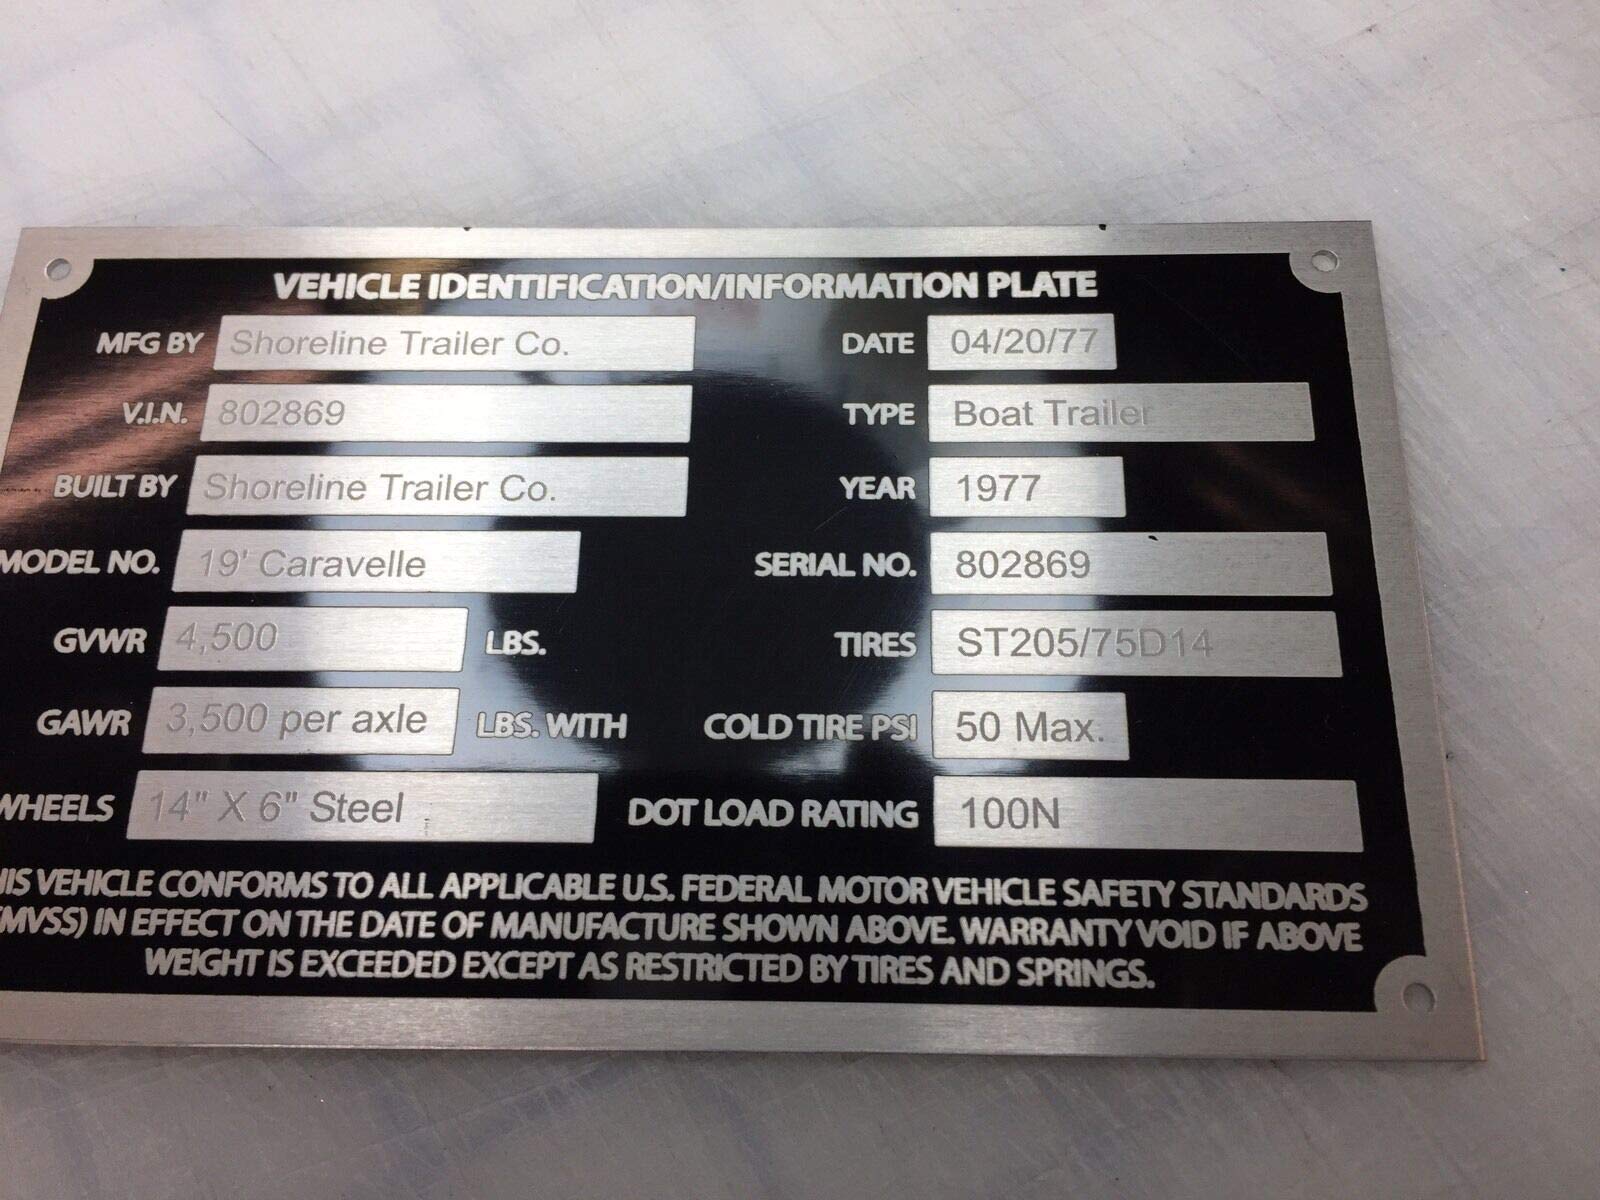 VEHICLE IDENTIFICATION/INFORMATION PLATE
MFG BY Shoreline Trailer Co. DATE 04/20/77
V.I.N. 802869 TYPE Boat Trailer
BUILT BY Shoreline Trailer Co. YEAR 1977
MODEL NO. 19' Caravelle SERIAL NO. 802869
GVWR 4,500 LBS. TIRES ST205/75D14
GAWR 3,500 per axle LBS. WITH COLD TIRE PSI 50 Max.
WHEELS 14" X 6" Steel DOT LOAD RATING 100N
HIS VEHICLE CONFORMS TO ALL APPLICABLE U.S. FEDERAL MOTOR VEHICLE SAFETY STANDARDS
FMVSS) IN EFFECT ON THE DATE OF MANUFACTURE SHOWN ABOVE. WARRANTY VOID IF ABOVE
WEIGHT IS EXCEEDED EXCEPT AS RESTRICTED BY TIRES AND SPRINGS.